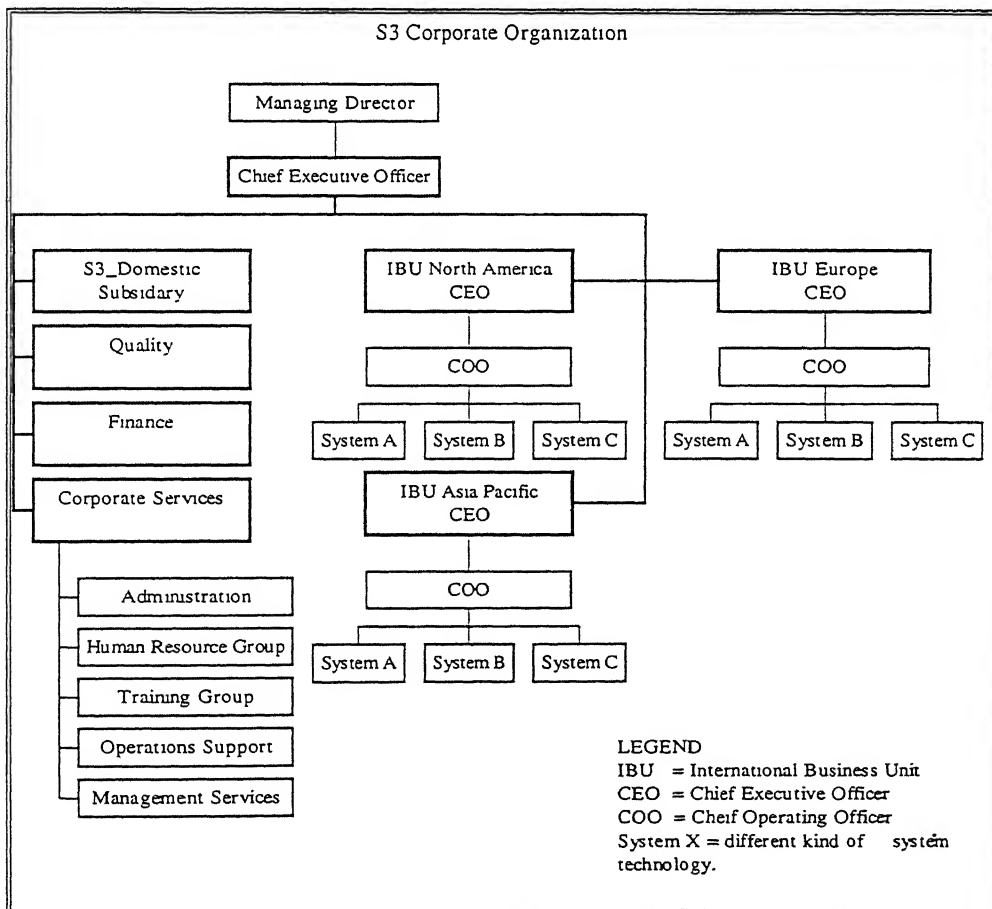 S3 Corporate Organization
Managing Director
Chief Executive Officer
S3_Domestic
Subsidary
Quality
Finance
Corporate Services
Administration
Human Resource Group
Training Group
Operations Support
Management Services
IBU North America
CEO
COO
System A
System B
System C
IBU Europe
CEO
COO
System A
System B
System C
IBU Asia Pacific
CEO
COO
System A
System B
System C
LEGEND
IBU = International Business Unit
CEO = Chief Executive Officer
COO = Cheif Operating Officer
System X = different kind of system
technology.